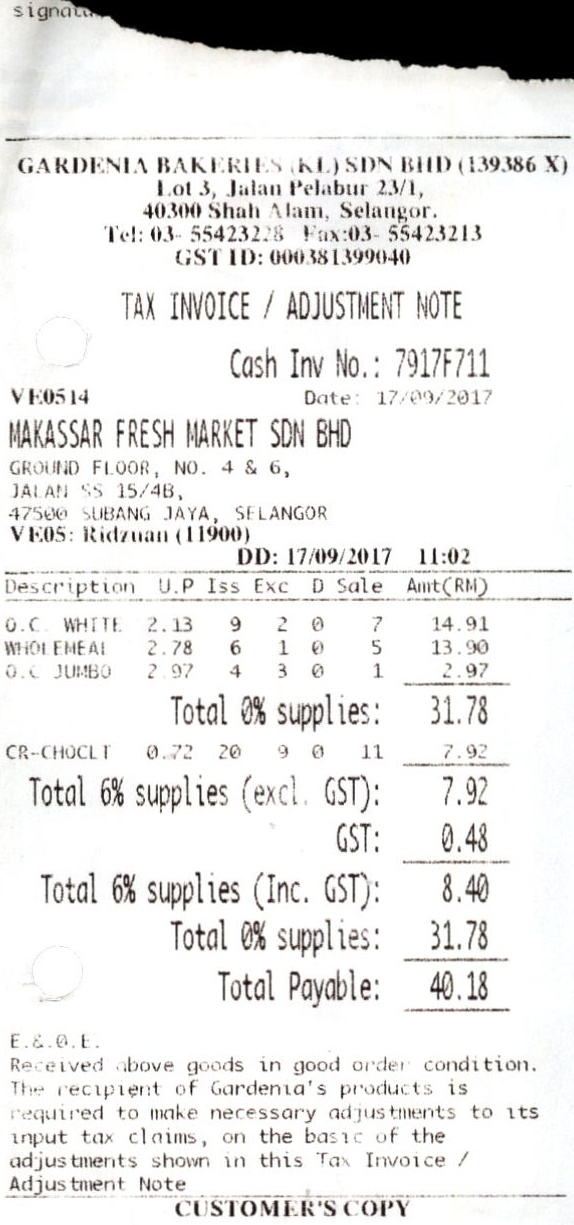 GARDENIA BAKERIES (KL) SDN BHD (139386 X)
Lot 3, Jalan Pelabur 23/1,
40300 Shah Alam, Selangor.
Tel: 03- 55423228 Fax:03- 55423213
GST ID: 000381399040
TAX INVOICE / ADJUSTMENT NOTE
Cash Inv No.: 7917F711
VE0514 Date: 17/09/2017
MAKASSAR FRESH MARKET SDN BHD
GROUND FLOOR, NO. 4 & 6,
JALAN SS 15/4B,
47500 SUBANG JAYA, SELANGOR
VE05: Ridzuan (11900)
DD: 17/09/2017 11:02
Description U.P Iss Exc D Sale Amt(RM)
O.C. WHITE 2.13 9 2 0 7 14.91
WHOLEMEAL 2.78 6 1 0 5 13.90
O.C JUMBO 2.97 4 3 0 1 2.97
Total 0% supplies: 31.78
CR-CHOCLT 0.72 20 9 0 11 7.92
Total 6% supplies (excl. GST): 7.92
GST: 0.48
Total 6% supplies (Inc. GST): 8.40
Total 0% supplies: 31.78
Total Payable: 40.18
E.&.O.E.
Received above goods in good order condition.
The recipient of Gardenia's products is
required to make necessary adjustments to its
input tax claims, on the basic of the
adjustments shown in this Tax Invoice /
Adjustment Note
CUSTOMER'S COPY